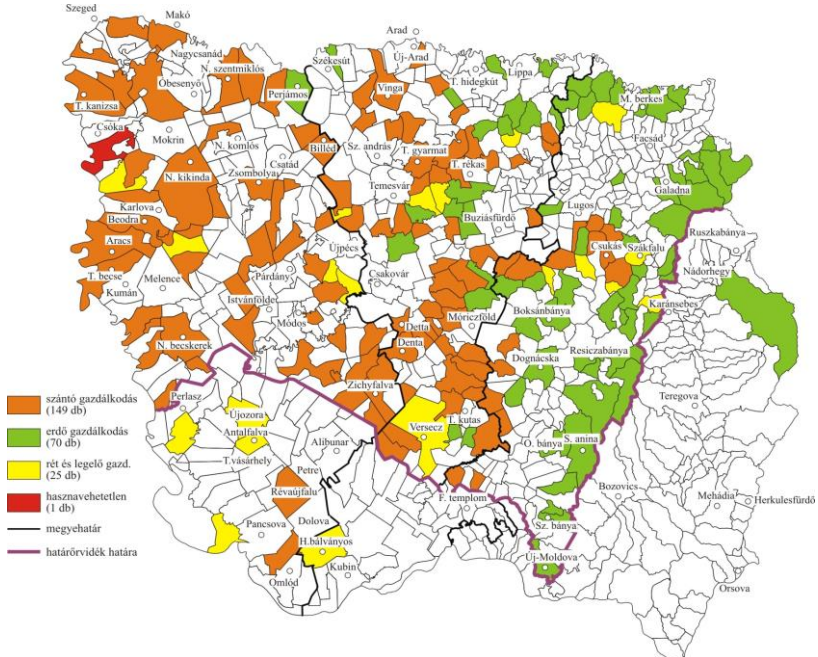 Szeged
Makó
Arad
Nagycsanád
Székesút
Új-Arad
T. hidegkút
Lippa
N. szentmiklós
Óbesenyő
Perjámos
Vinga
M. berkes
T. kanizsa
Csóka
Mokrin
N. komlós
Billéd
Sz. andrás
T. gyarmat
Facsád
Csatád
T. rékas
N. kikinda
Zsombolya
Temesvár
Galadna
Karlova
Beodra
Buziásfürdő
Lugos
Ruszkabánya
Aracs
Újpécs
Csukás
Szákfalu
T. becse
Melence
Párdány
Csakovár
Nádorhegy
Kumán
Istvánfölde
Karánsebes
Módos
Móriczföld
Boksánbánya
N. becskerek
Detta
Denta
Dognácska
Resiczabánya
Zichyfalva
Teregova
Perlasz
Újozora
Versecz
T. kutas
Antalfalva
Alibunar
O. bánya
S. anina
T.vásárhely
Petre
Bozovics
Révaújfalu
F. templom
Mehádia
Herkulesfürdő
Pancsova
Dolova
Sz. bánya
H.bálványos
Új-Moldova
Omlód
Kubin
Orsova
szántó gazdálkodás
(149 db)
erdő gazdálkodás
(70 db)
rét és legelő gazd.
(25 db)
hasznavehetetlen
(1 db)
megyehatár
határőrvidék határa